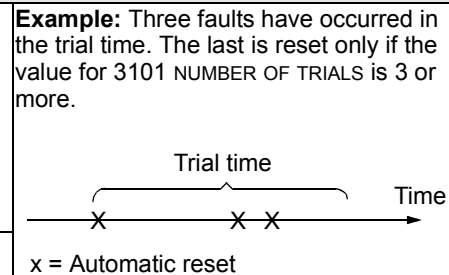 Example: Three faults have occurred in
the trial time. The last is reset only if the
value for 3101 NUMBER OF TRIALS is 3 or
more.
Trial time
Time
X X X
x = Automatic reset